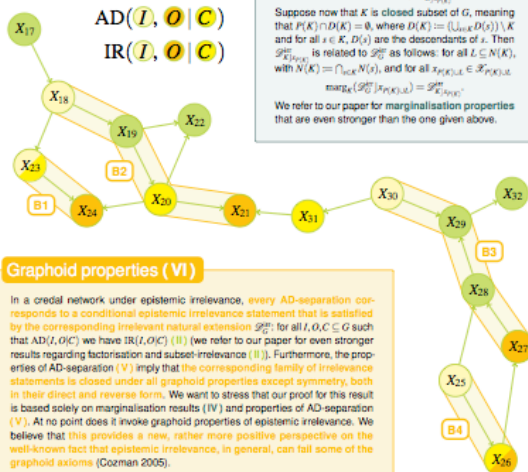 AD(I, O | C)
IR(I, O | C)
Suppose now that K is closed subset of G, meaning
that P(K)∩D(K) = ∅, where D(K) := (⋃s∈K D(s)) \ K
and for all s ∈ K, D(s) are the descendants of s. Then
is related to as follows: for all L ⊆ N(K),
with N(K) := ⋂s∈K N(s), and for all xP(K)∪L ∈ 𝒳P(K)∪L,
We refer to our paper for marginalisation properties
that are even stronger than the one given above.
X17
X18
X19
X22
X23
B2
B1
X24
X20
X21
X31
X30
X32
X29
B3
X28
X27
X25
B4
X26
Graphoid properties (VI)
In a credal network under epistemic irrelevance, every AD-separation cor-
responds to a conditional epistemic irrelevance statement that is satisfied
by the corresponding irrelevant natural extension : for all I, O, C ⊆ G such
that AD(I,O|C) we have IR(I,O|C) (II) (we refer to our paper for even stronger
results regarding factorisation and subset-irrelevance (II)). Furthermore, the prop-
erties of AD-separation (V) imply that the corresponding family of irrelevance
statements is closed under all graphoid properties except symmetry, both
in their direct and reverse form. We want to stress that our proof for this result
is based solely on marginalisation results (IV) and properties of AD-separation
(V). At no point does it invoke graphoid properties of epistemic irrelevance. We
believe that this provides a new, rather more positive perspective on the
well-known fact that epistemic irrelevance, in general, can fail some of the
graphoid axioms (Cozman 2005).